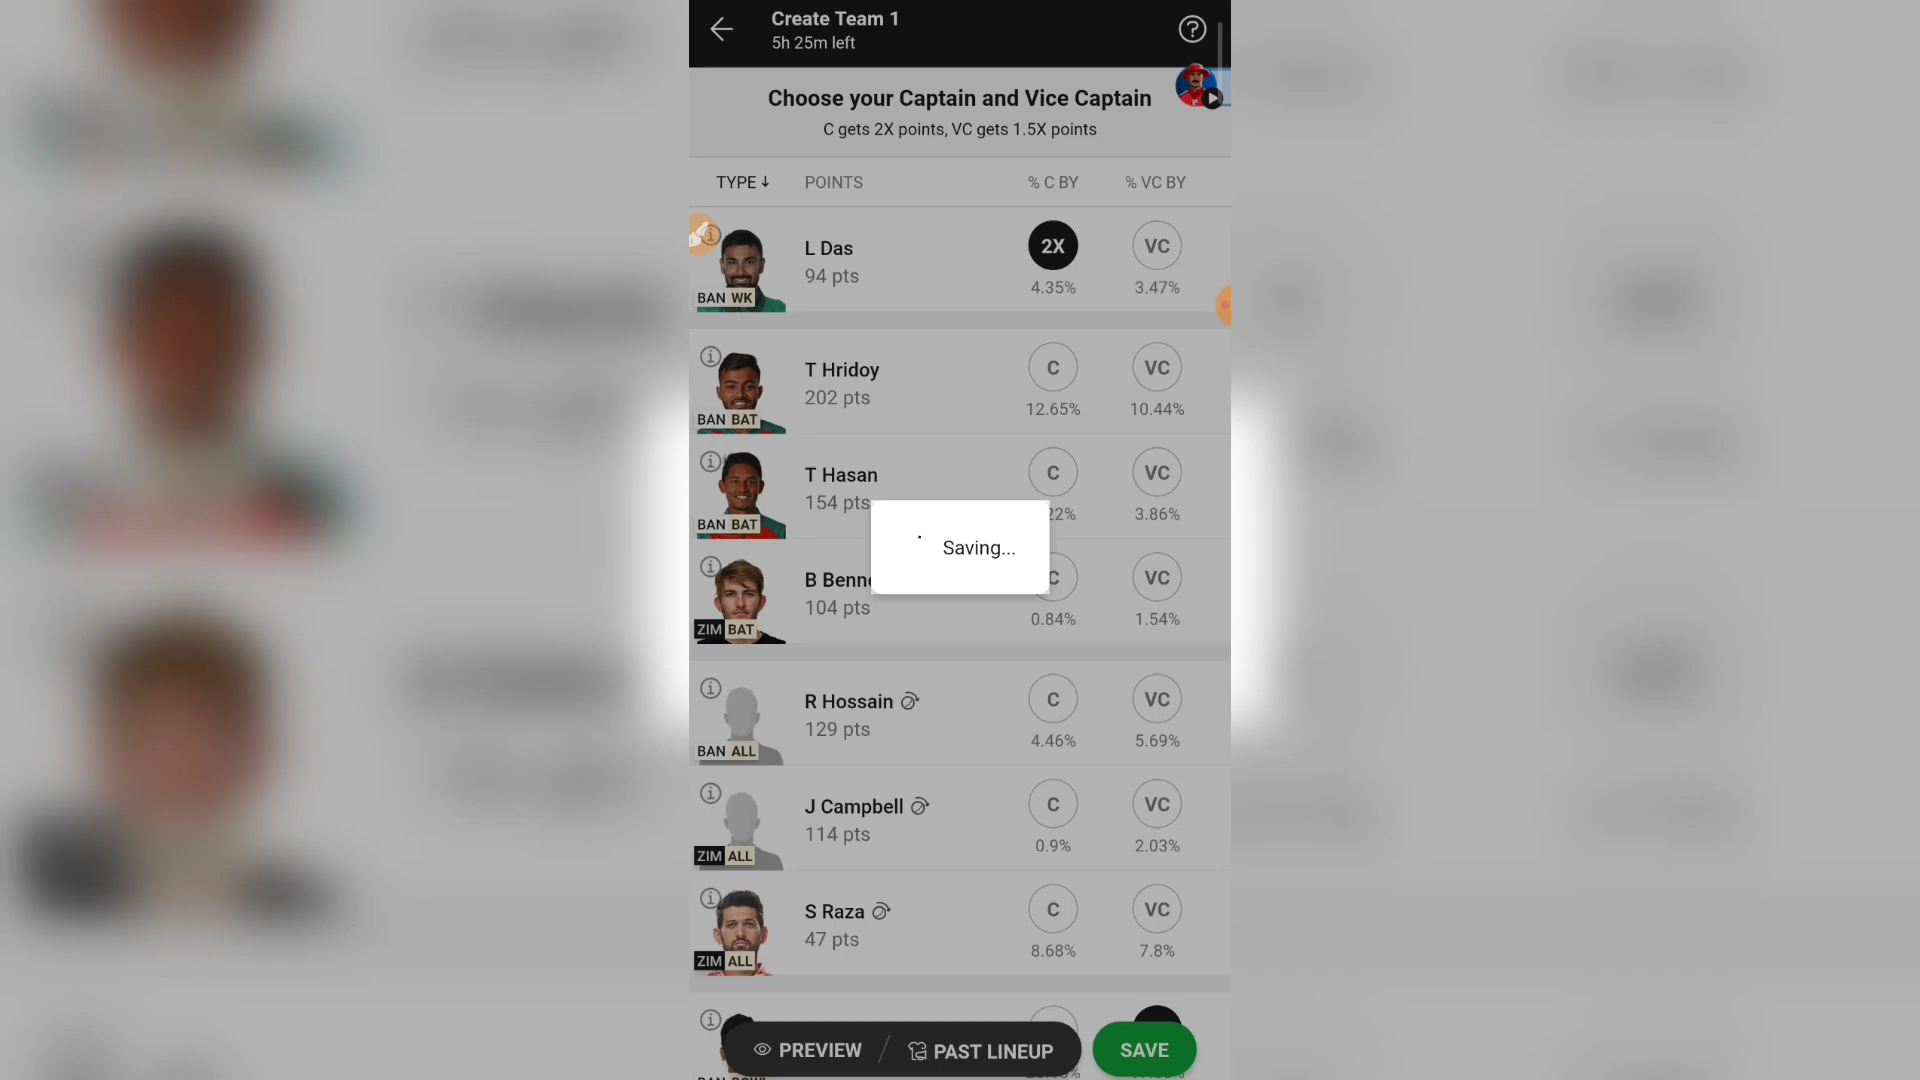 Create Team 1
5h 25m left
Choose your Captain and Vice Captain
C gets 2X points, VC gets 1.5X points
TYPE POINTS % C BY % VC BY
L Das 2X VC
94 pts 4.35% 3.47%
BAN WK
T Hridoy C VC
202 pts 12.65% 10.44%
BAN BAT
T Hasan C VC
154 pts 22% 3.86%
BAN BAT
Saving...
B Benn C VC
104 pts 0.84% 1.54%
ZIM BAT
R Hossain C VC
129 pts 4.46% 5.69%
BAN ALL
J Campbell C VC
114 pts 0.9% 2.03%
ZIM ALL
S Raza C VC
47 pts 8.68% 7.8%
ZIM ALL
PREVIEW PAST LINEUP SAVE